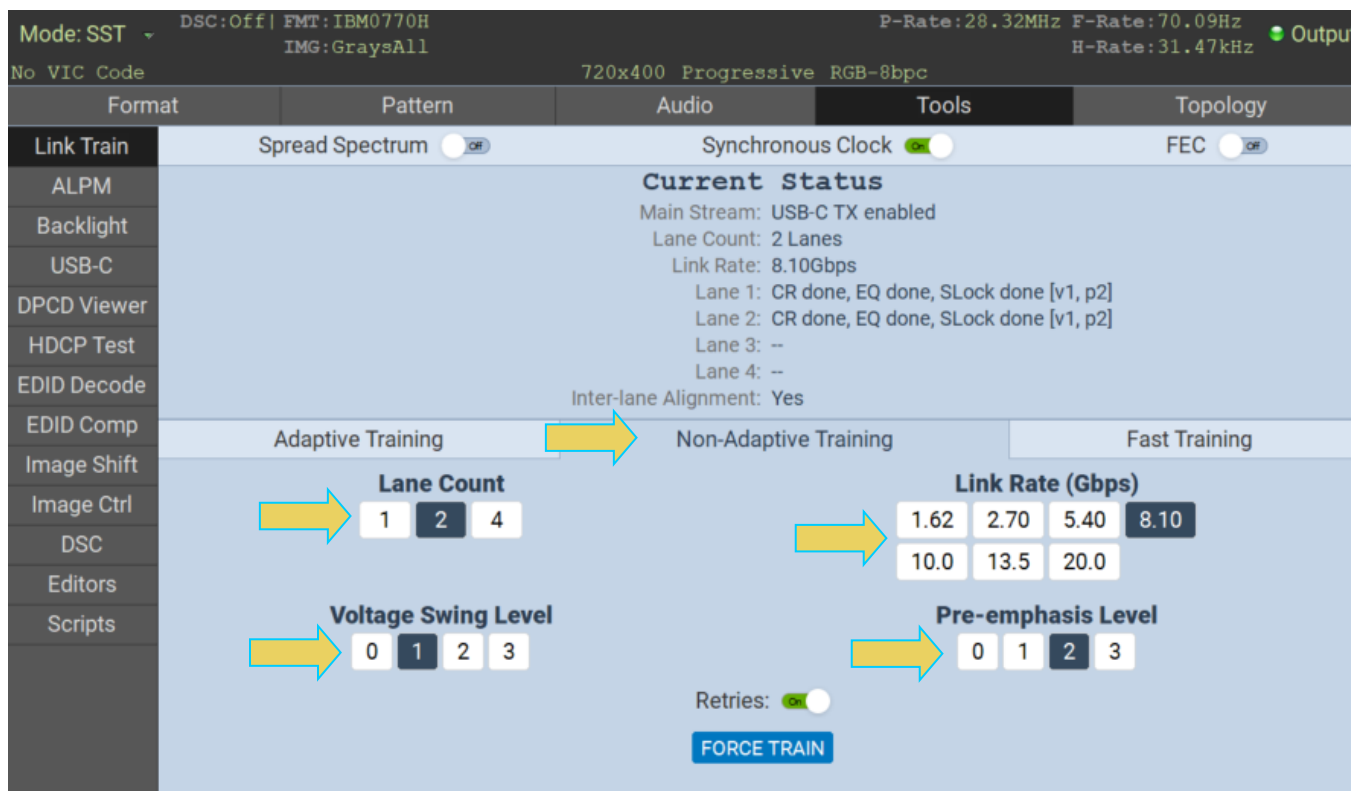 Mode: SST DSC:Off| FMT:IBM0770H P-Rate:28.32MHz F-Rate:70.09Hz Output
IMG:GraysAll H-Rate:31.47kHz
No VIC Code 720x400 Progressive RGB-8bpc
Format Pattern Audio Tools Topology
Link Train Spread Spectrum Off Synchronous Clock On FEC Off
ALPM
Backlight
USB-C
DPCD Viewer
HDCP Test
EDID Decode
EDID Comp
Image Shift
Image Ctrl
DSC
Editors
Scripts
Current Status
Main Stream: USB-C TX enabled
Lane Count: 2 Lanes
Link Rate: 8.10Gbps
Lane 1: CR done, EQ done, SLock done [v1, p2]
Lane 2: CR done, EQ done, SLock done [v1, p2]
Lane 3: --
Lane 4: --
Inter-lane Alignment: Yes
Adaptive Training Non-Adaptive Training Fast Training
Lane Count
1 2 4
Link Rate (Gbps)
1.62 2.70 5.40 8.10
10.0 13.5 20.0
Voltage Swing Level
0 1 2 3
Pre-emphasis Level
0 1 2 3
Retries: On
FORCE TRAIN